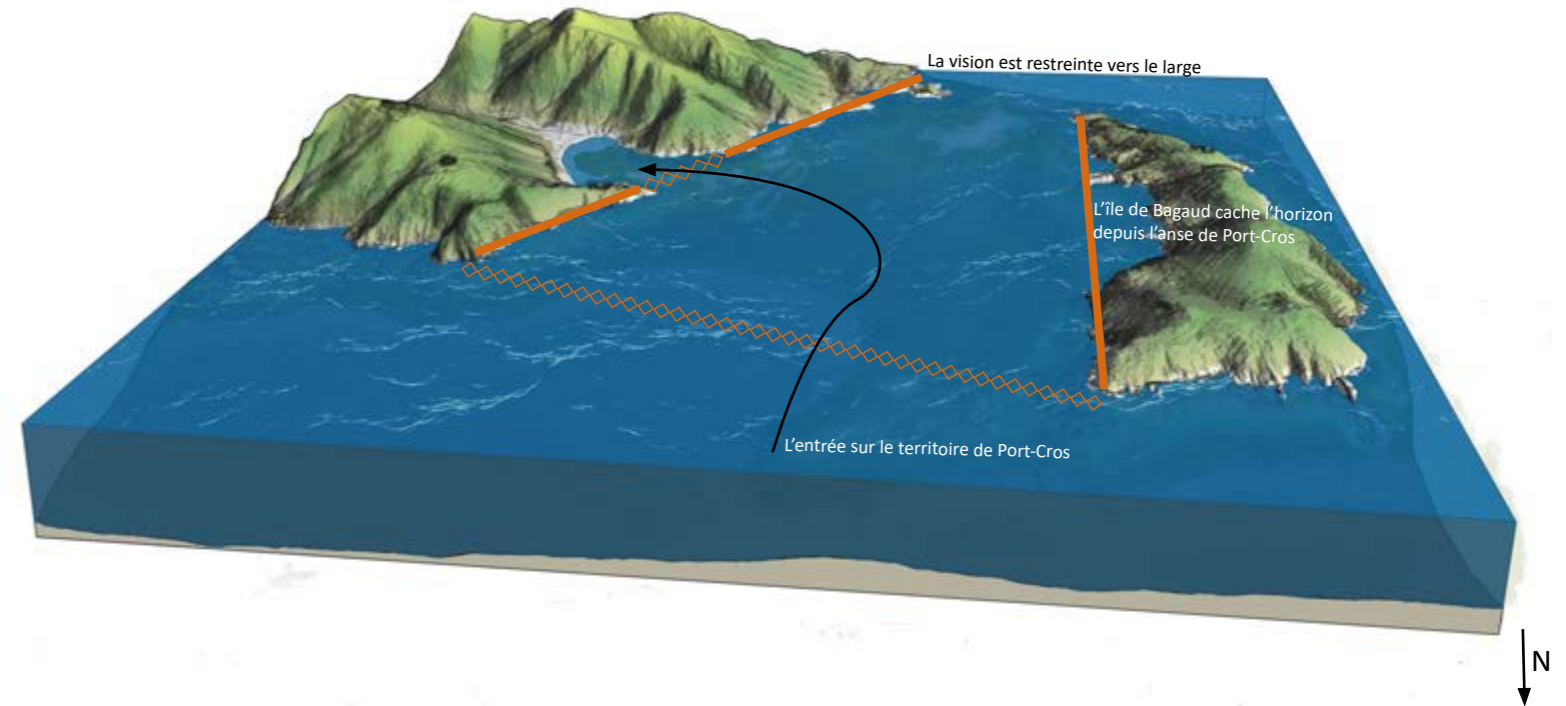 La vision est restreinte vers le large
L’île de Bagaud cache l’horizon
depuis l’anse de Port-Cros
L’entrée sur le territoire de Port-Cros
N